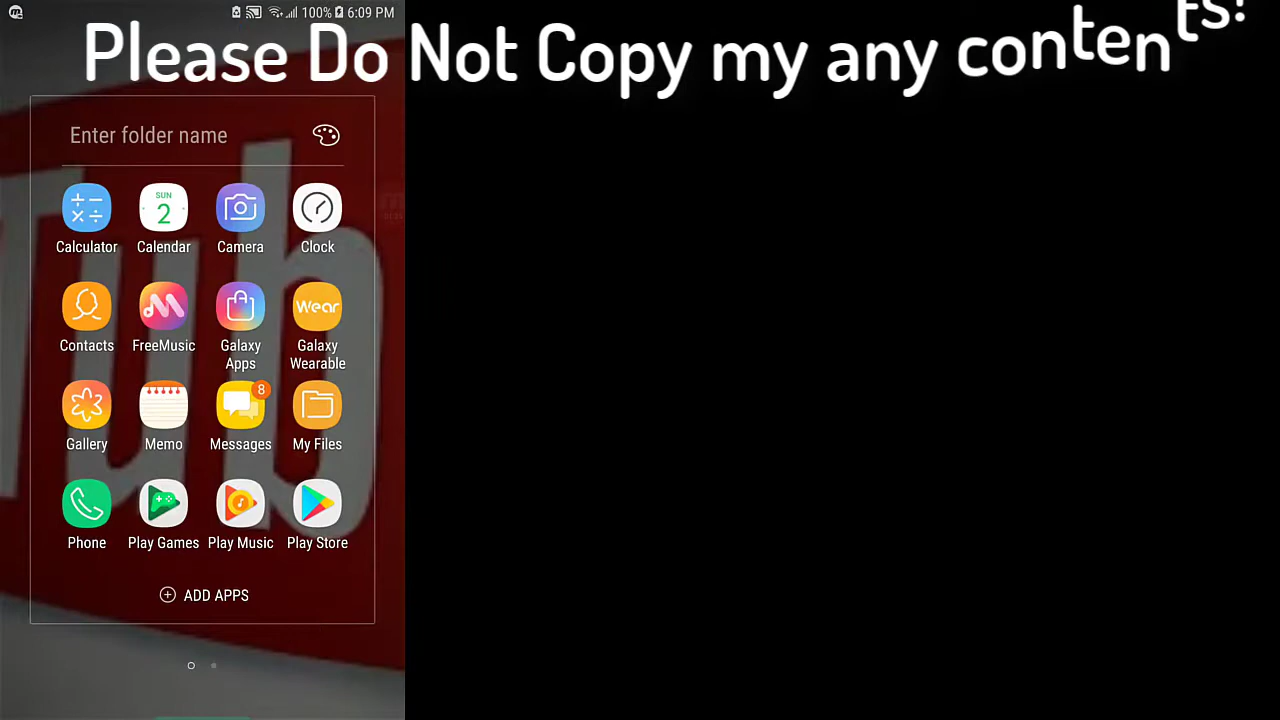 100% 6:09 PM
Please Do Not Copy my any contents!
Enter folder name
SUN
2
Calculator Calendar Camera Clock
Wear
Contacts FreeMusic Galaxy Apps Galaxy Wearable
8
Gallery Memo Messages My Files
Phone Play Games Play Music Play Store
ADD APPS
Tub